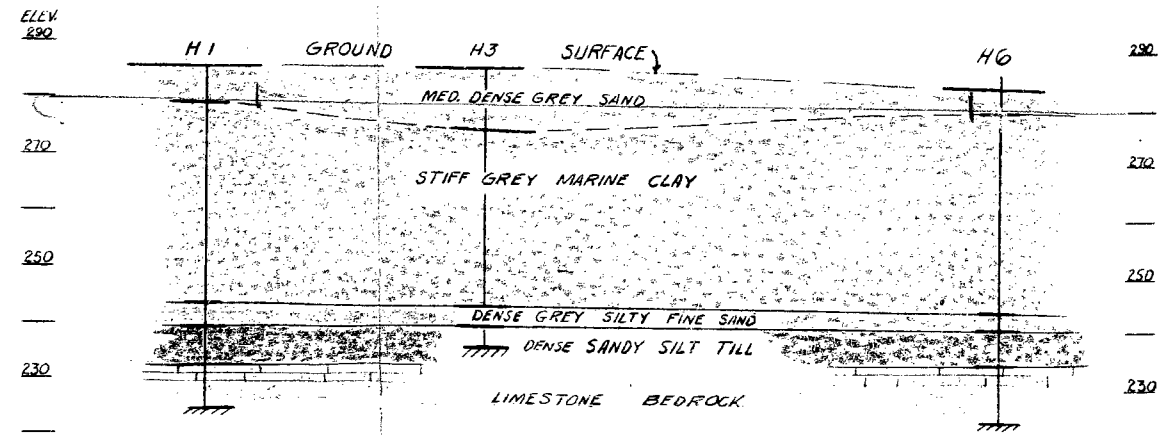 ELEV.
290
H1 GROUND H3 SURFACE H6 290
MED. DENSE GREY SAND
270 270
STIFF GREY MARINE CLAY
250 250
DENSE GREY SILTY FINE SAND
DENSE SANDY SILT TILL
230 230
LIMESTONE BEDROCK